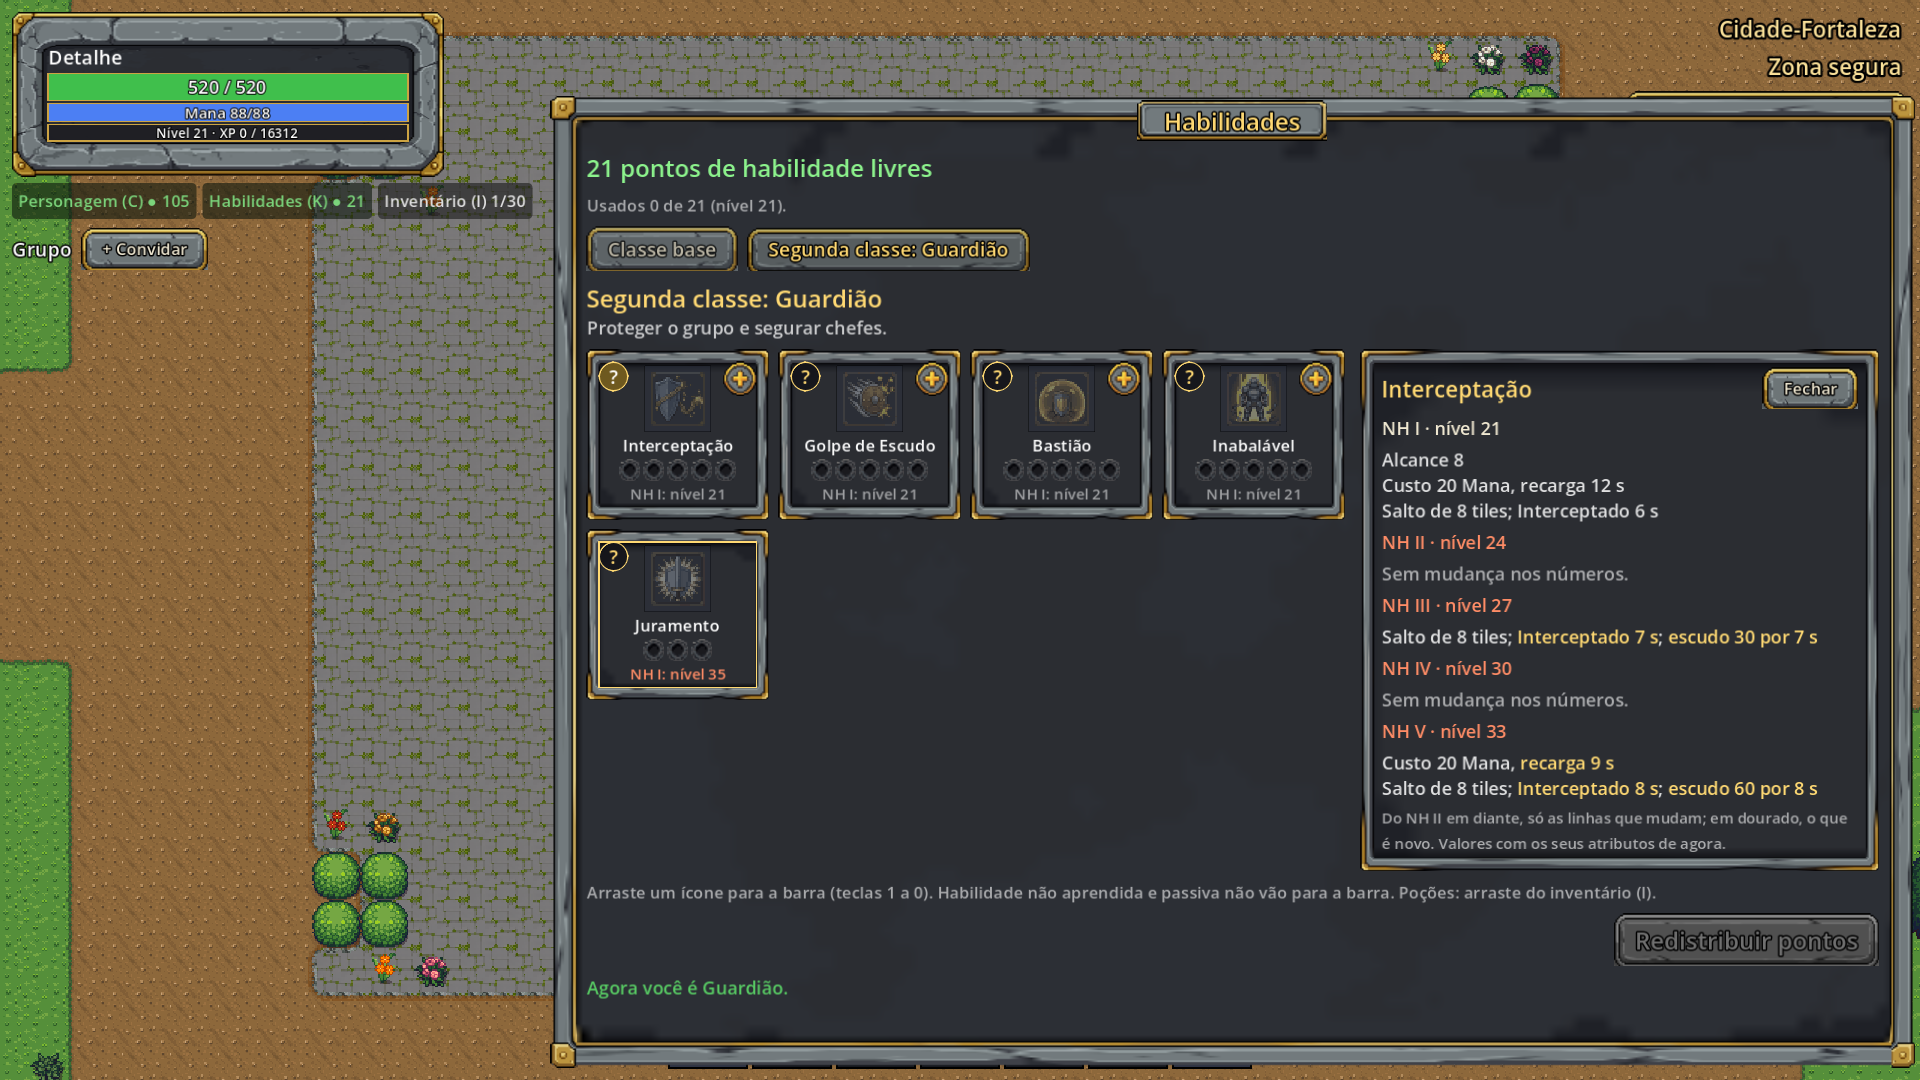 Detalhe
520 / 520
Mana 88/88
Nível 21 · XP 0 / 16312
Personagem (C) ● 105
Habilidades (K) ● 21
Inventário (I) 1/30
Grupo
+ Convidar
Cidade-Fortaleza
Zona segura
Habilidades
21 pontos de habilidade livres
Usados 0 de 21 (nível 21).
Classe base
Segunda classe: Guardião
Segunda classe: Guardião
Proteger o grupo e segurar chefes.
?
Interceptação
NH I: nível 21
?
Golpe de Escudo
NH I: nível 21
?
Bastião
NH I: nível 21
?
Inabalável
NH I: nível 21
?
Juramento
NH I: nível 35
Interceptação
Fechar
NH I · nível 21
Alcance 8
Custo 20 Mana, recarga 12 s
Salto de 8 tiles; Interceptado 6 s
NH II · nível 24
Sem mudança nos números.
NH III · nível 27
Salto de 8 tiles; Interceptado 7 s; escudo 30 por 7 s
NH IV · nível 30
Sem mudança nos números.
NH V · nível 33
Custo 20 Mana, recarga 9 s
Salto de 8 tiles; Interceptado 8 s; escudo 60 por 8 s
Do NH II em diante, só as linhas que mudam; em dourado, o que
é novo. Valores com os seus atributos de agora.
Arraste um ícone para a barra (teclas 1 a 0). Habilidade não aprendida e passiva não vão para a barra. Poções: arraste do inventário (I).
Redistribuir pontos
Agora você é Guardião.